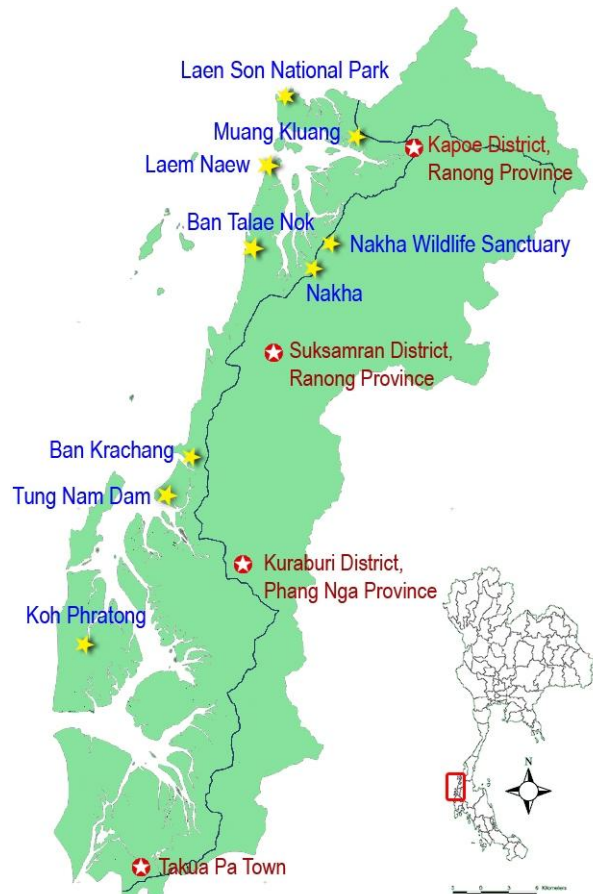 Laen Son National Park
Muang Kluang
Kapoe District,
Ranong Province
Laem Naew
Ban Talae Nok
Nakha Wildlife Sanctuary
Nakha
Suksamran District,
Ranong Province
Ban Krachang
Tung Nam Dam
Kuraburi District,
Phang Nga Province
Koh Phratong
Takua Pa Town
N
6 Kilometers